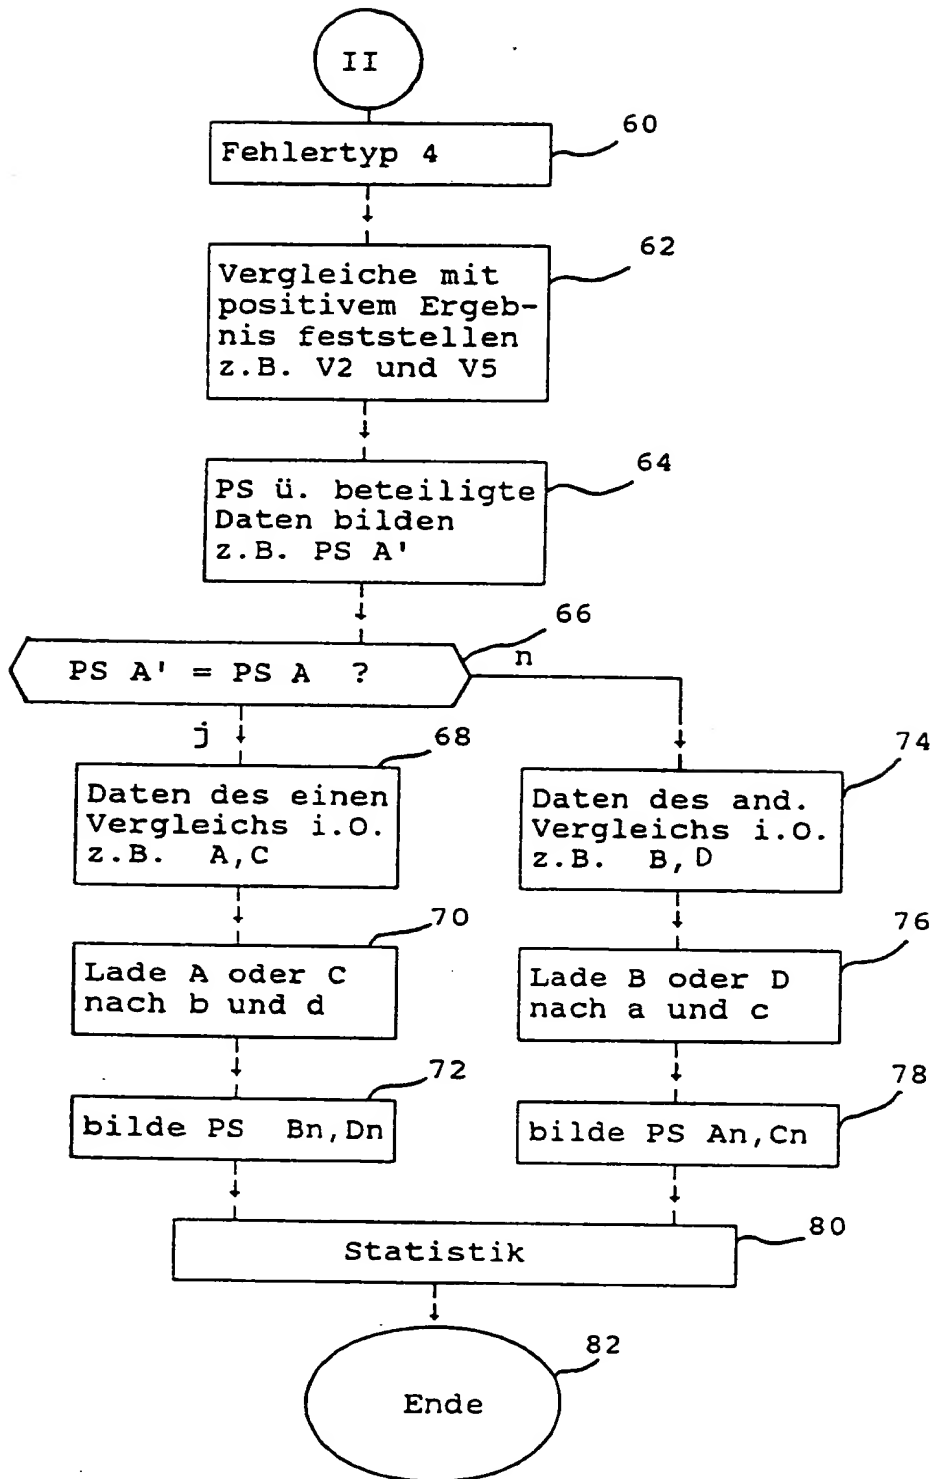 II
60
Fehlertyp 4
62
Vergleiche mit
positivem Ergeb-
nis feststellen
z.B. V2 und V5
64
PS ü. beteiligte
Daten bilden
z.B. PS A'
66
PS A' = PS A ?
n
j
68
Daten des einen
Vergleichs i.O.
z.B. A,C
74
Daten des and.
Vergleichs i.O.
z.B. B,D
70
Lade A oder C
nach b und d
76
Lade B oder D
nach a und c
72
bilde PS Bn,Dn
78
bilde PS An,Cn
80
Statistik
82
Ende